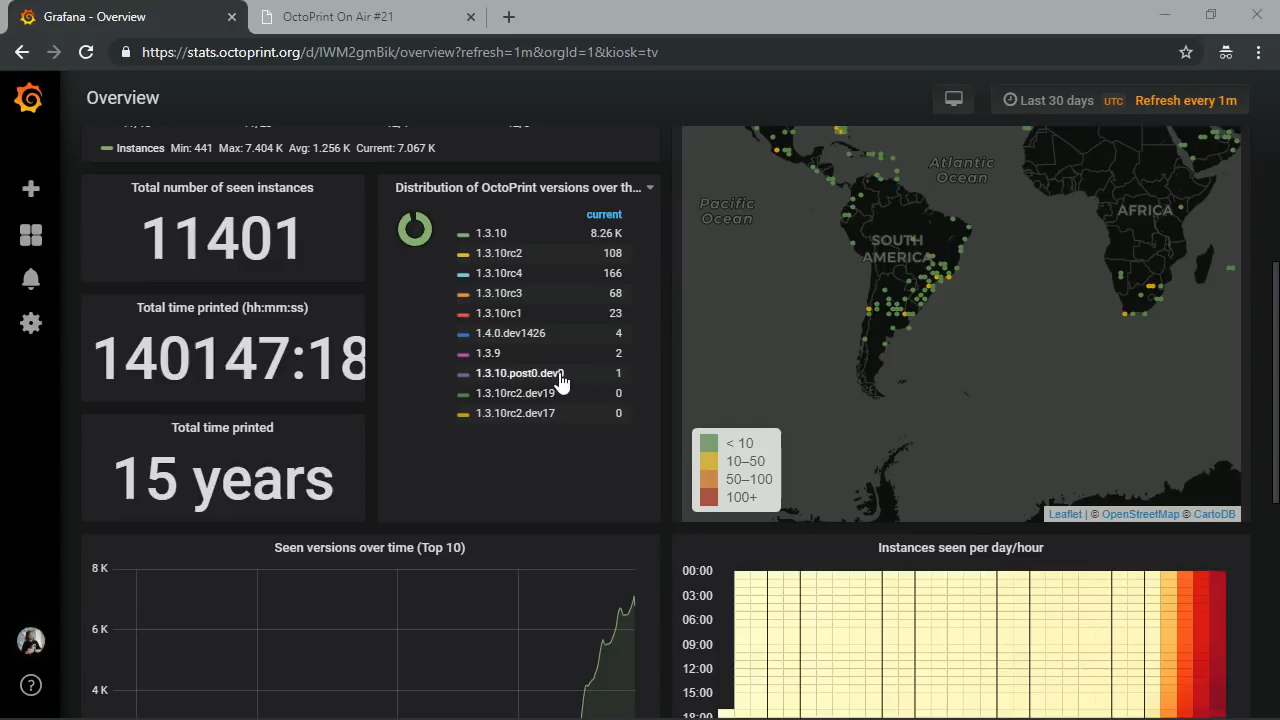 Grafana - Overview
OctoPrint On Air #21
https://stats.octoprint.org/d/lWM2gmBik/overview?refresh=1m&orgId=1&kiosk=tv
Overview
Last 30 days UTC Refresh every 1m
Instances Min: 441 Max: 7.404 K Avg: 1.256 K Current: 7.067 K
Total number of seen instances
11401
Total time printed (hh:mm:ss)
140147:18
Total time printed
15 years
Distribution of OctoPrint versions over th...
current
1.3.10 8.26 K
1.3.10rc2 108
1.3.10rc4 166
1.3.10rc3 68
1.3.10rc1 23
1.4.0.dev1426 4
1.3.9 2
1.3.10.post0.dev0 1
1.3.10rc2.dev19 0
1.3.10rc2.dev17 0
Pacific
Ocean
Atlantic
Ocean
SOUTH
AMERICA
AFRICA
< 10
10–50
50–100
100+
Leaflet | © OpenStreetMap © CartoDB
Seen versions over time (Top 10)
8 K
6 K
4 K
Instances seen per day/hour
00:00
03:00
06:00
09:00
12:00
15:00
18:00